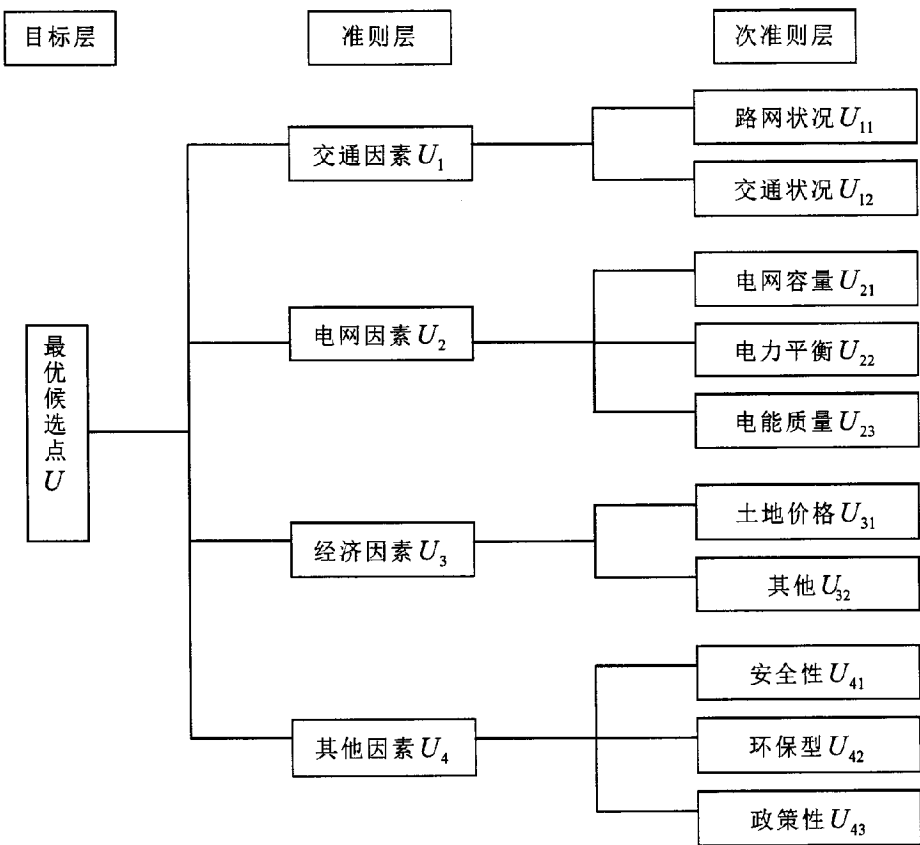 目标层
准则层
次准则层
路网状况 U₁₁
交通因素 U₁
交通状况 U₁₂
电网容量 U₂₁
电网因素 U₂
电力平衡 U₂₂
电能质量 U₂₃
最
优
候
选
点
U
土地价格 U₃₁
经济因素 U₃
其他 U₃₂
安全性 U₄₁
其他因素 U₄
环保型 U₄₂
政策性 U₄₃